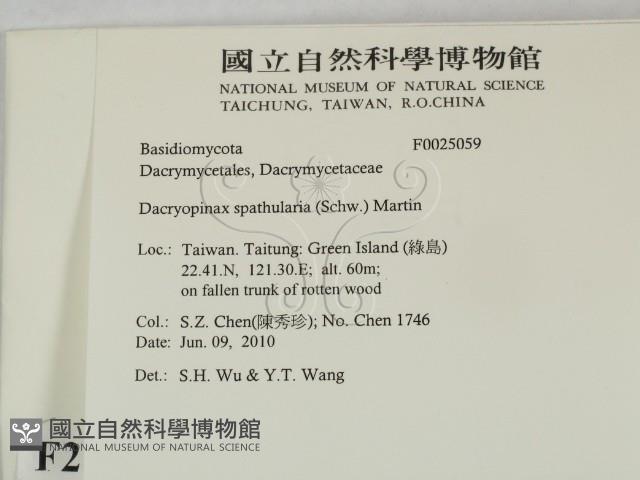 國立自然科學博物館
NATIONAL MUSEUM OF NATURAL SCIENCE
TAICHUNG, TAIWAN, R.O.CHINA
Basidiomycota F0025059
Dacrymycetales, Dacrymycetaceae
Dacryopinax spathularia (Schw.) Martin
Loc.: Taiwan. Taitung: Green Island (綠島)
22.41.N, 121.30.E; alt. 60m;
on fallen trunk of rotten wood
Col.: S.Z. Chen(陳秀珍); No. Chen 1746
Date: Jun. 09, 2010
Det.: S.H. Wu & Y.T. Wang
國立自然科學博物館
NATIONAL MUSEUM OF NATURAL SCIENCE
F2